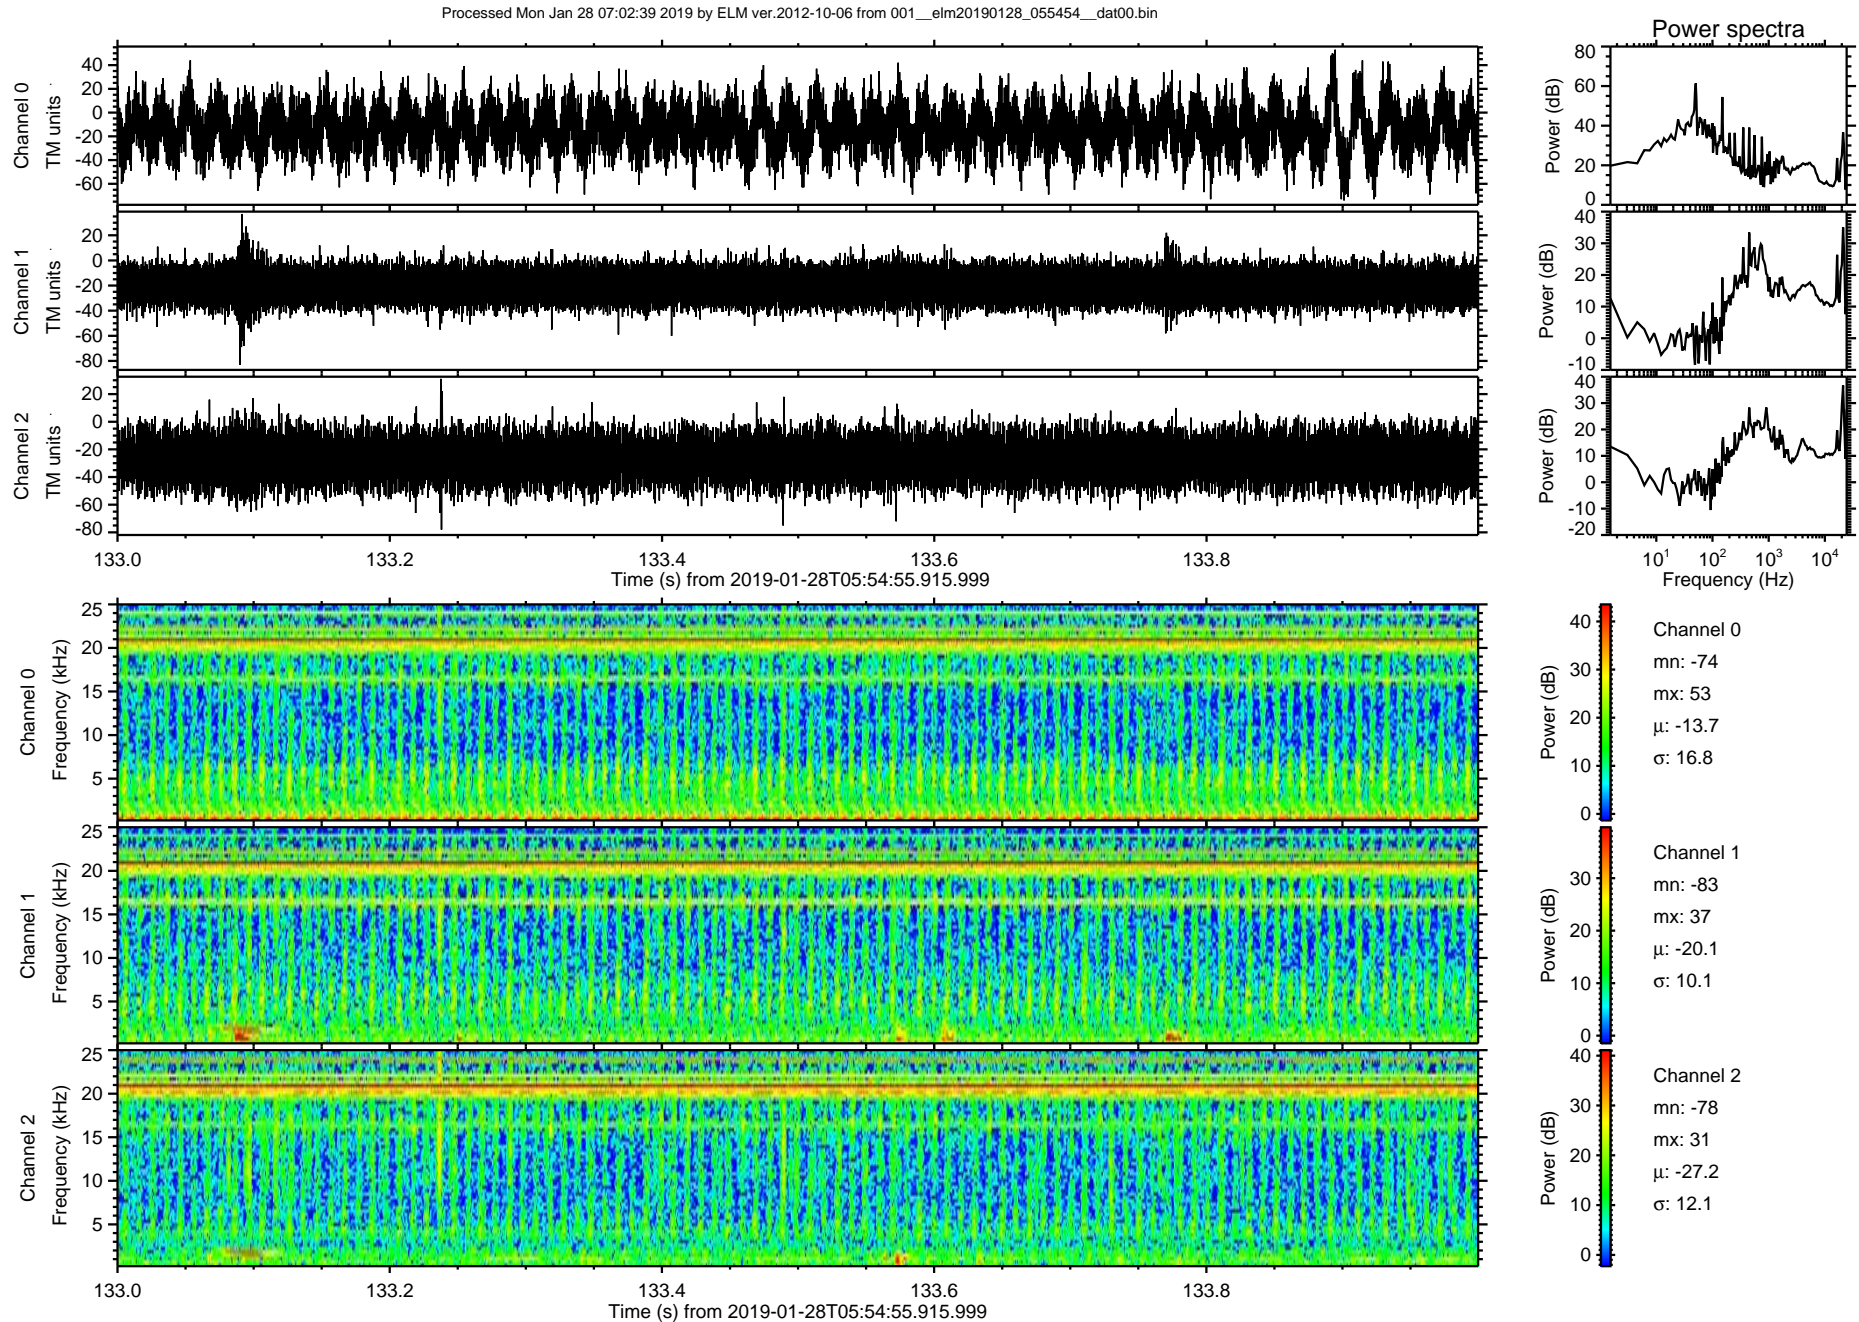 Processed Mon Jan 28 07:02:39 2019 by ELM ver.2012-10-06 from 001__elm20190128_055454__dat00.bin
Power spectra
Channel 0
TM units
40
20
0
-20
-40
-60
Power (dB)
80
60
40
20
0
Channel 1
TM units
20
0
-20
-40
-60
-80
Power (dB)
40
30
20
10
0
-10
Channel 2
TM units
20
0
-20
-40
-60
-80
Power (dB)
40
30
20
10
0
-10
-20
133.0 133.2 133.4 133.6 133.8
Time (s) from 2019-01-28T05:54:55.915.999
10^1 10^2 10^3 10^4
Frequency (Hz)
Channel 0
Frequency (kHz)
25
20
15
10
5
Power (dB)
40
30
20
10
0
Channel 0
mn: -74
mx: 53
μ: -13.7
σ: 16.8
Channel 1
Frequency (kHz)
25
20
15
10
5
Power (dB)
30
20
10
0
Channel 1
mn: -83
mx: 37
μ: -20.1
σ: 10.1
Channel 2
Frequency (kHz)
25
20
15
10
5
Power (dB)
40
30
20
10
0
Channel 2
mn: -78
mx: 31
μ: -27.2
σ: 12.1
133.0 133.2 133.4 133.6 133.8
Time (s) from 2019-01-28T05:54:55.915.999